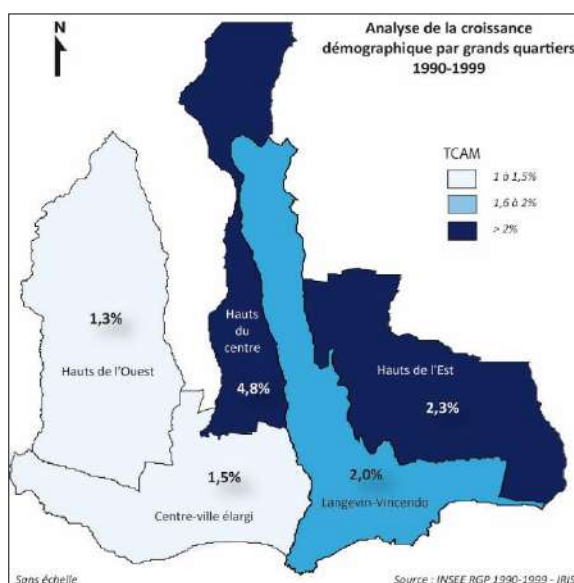 N
Analyse de la croissance
démographique par grands quartiers
1990-1999
TCAM
1 à 1,5%
1,6 à 2%
> 2%
1,3%
Hauts de l'Ouest
Hauts
du
centre
4,8%
Hauts de l'Est
2,3%
1,5%
Centre-ville élargi
2,0%
Langevin-Vincendo
Sans échelle
Source : INSEE RGP 1990-1999 - IRIS